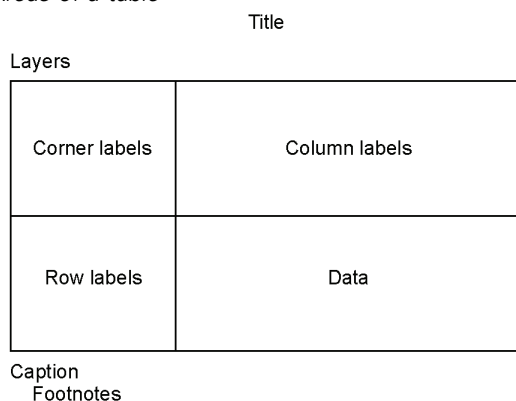 of a table
Title
Layers
Corner labels
Column labels
Row labels
Data
Caption
Footnotes